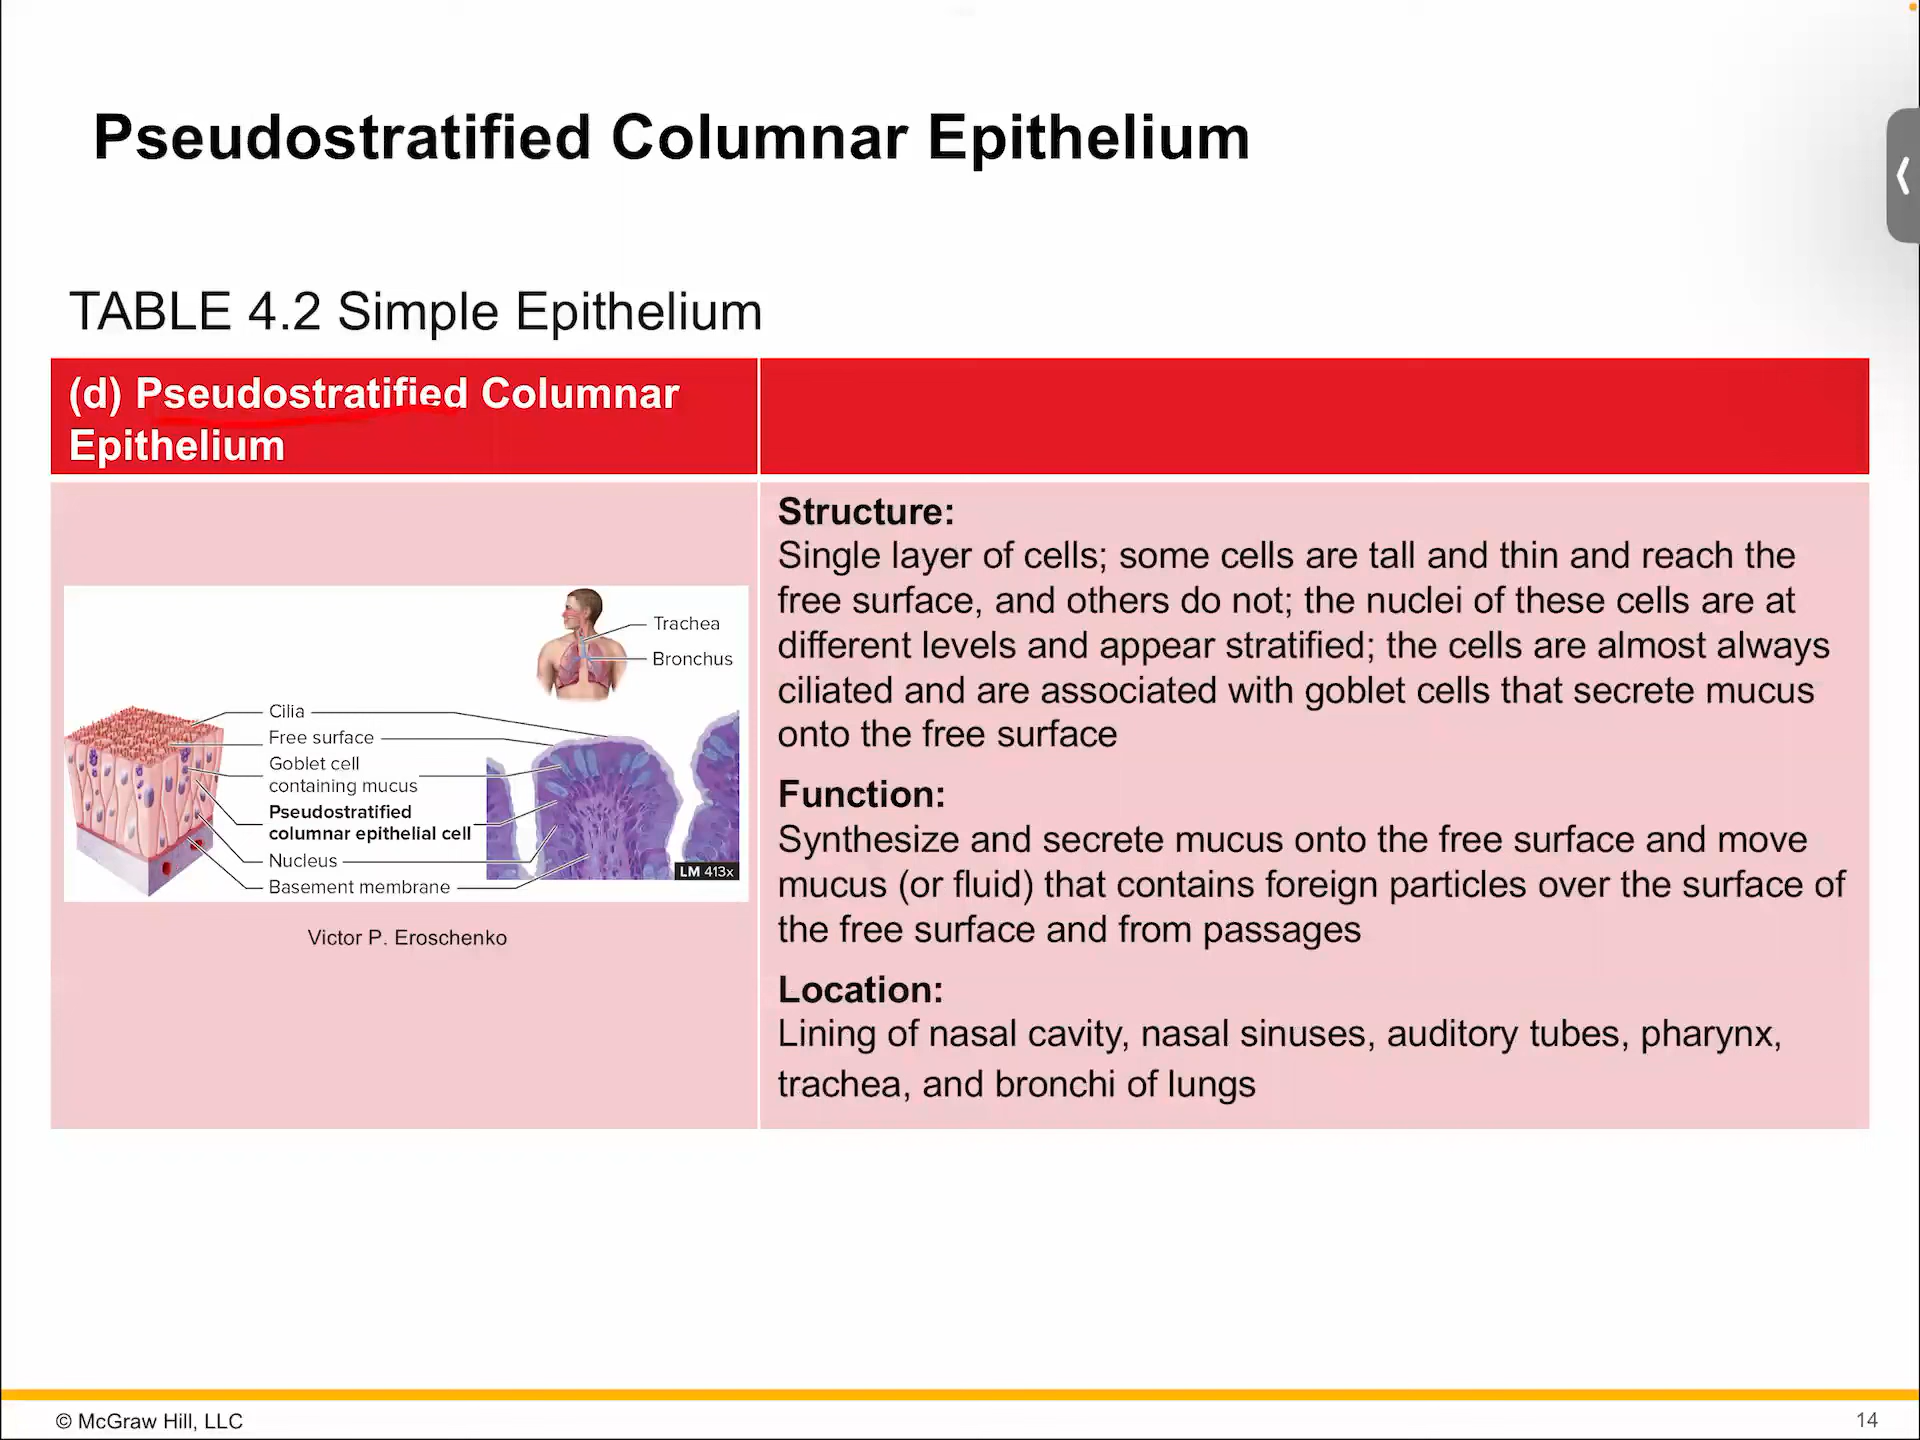 Pseudostratified Columnar Epithelium
TABLE 4.2 Simple Epithelium
(d) Pseudostratified Columnar
Epithelium
Trachea
Bronchus
Cilia
Free surface
Goblet cell
containing mucus
Pseudostratified
columnar epithelial cell
Nucleus
Basement membrane
LM 413x
Victor P. Eroschenko
Structure:
Single layer of cells; some cells are tall and thin and reach the
free surface, and others do not; the nuclei of these cells are at
different levels and appear stratified; the cells are almost always
ciliated and are associated with goblet cells that secrete mucus
onto the free surface
Function:
Synthesize and secrete mucus onto the free surface and move
mucus (or fluid) that contains foreign particles over the surface of
the free surface and from passages
Location:
Lining of nasal cavity, nasal sinuses, auditory tubes, pharynx,
trachea, and bronchi of lungs
© McGraw Hill, LLC
14